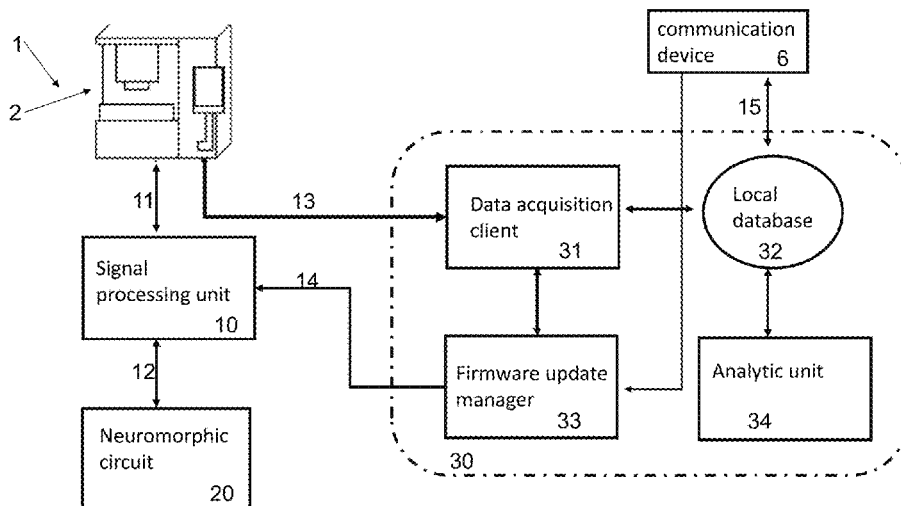 1
2
communication
device
6
15
11
13
Data acquisition
client
31
Local
database
32
Signal
processing unit
10
14
12
Firmware update
manager
33
Analytic unit
34
Neuromorphic
circuit
20
30